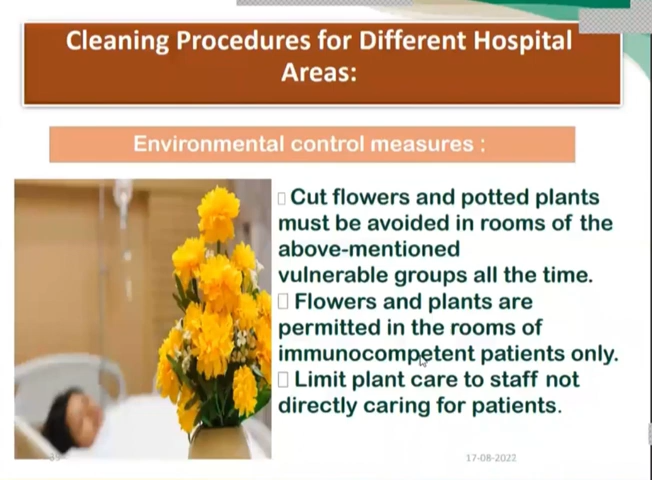 Cleaning Procedures for Different Hospital
Areas:
Environmental control measures :
Cut flowers and potted plants
must be avoided in rooms of the
above-mentioned
vulnerable groups all the time.
Flowers and plants are
permitted in the rooms of
immunocompetent patients only.
Limit plant care to staff not
directly caring for patients.
17-08-2022